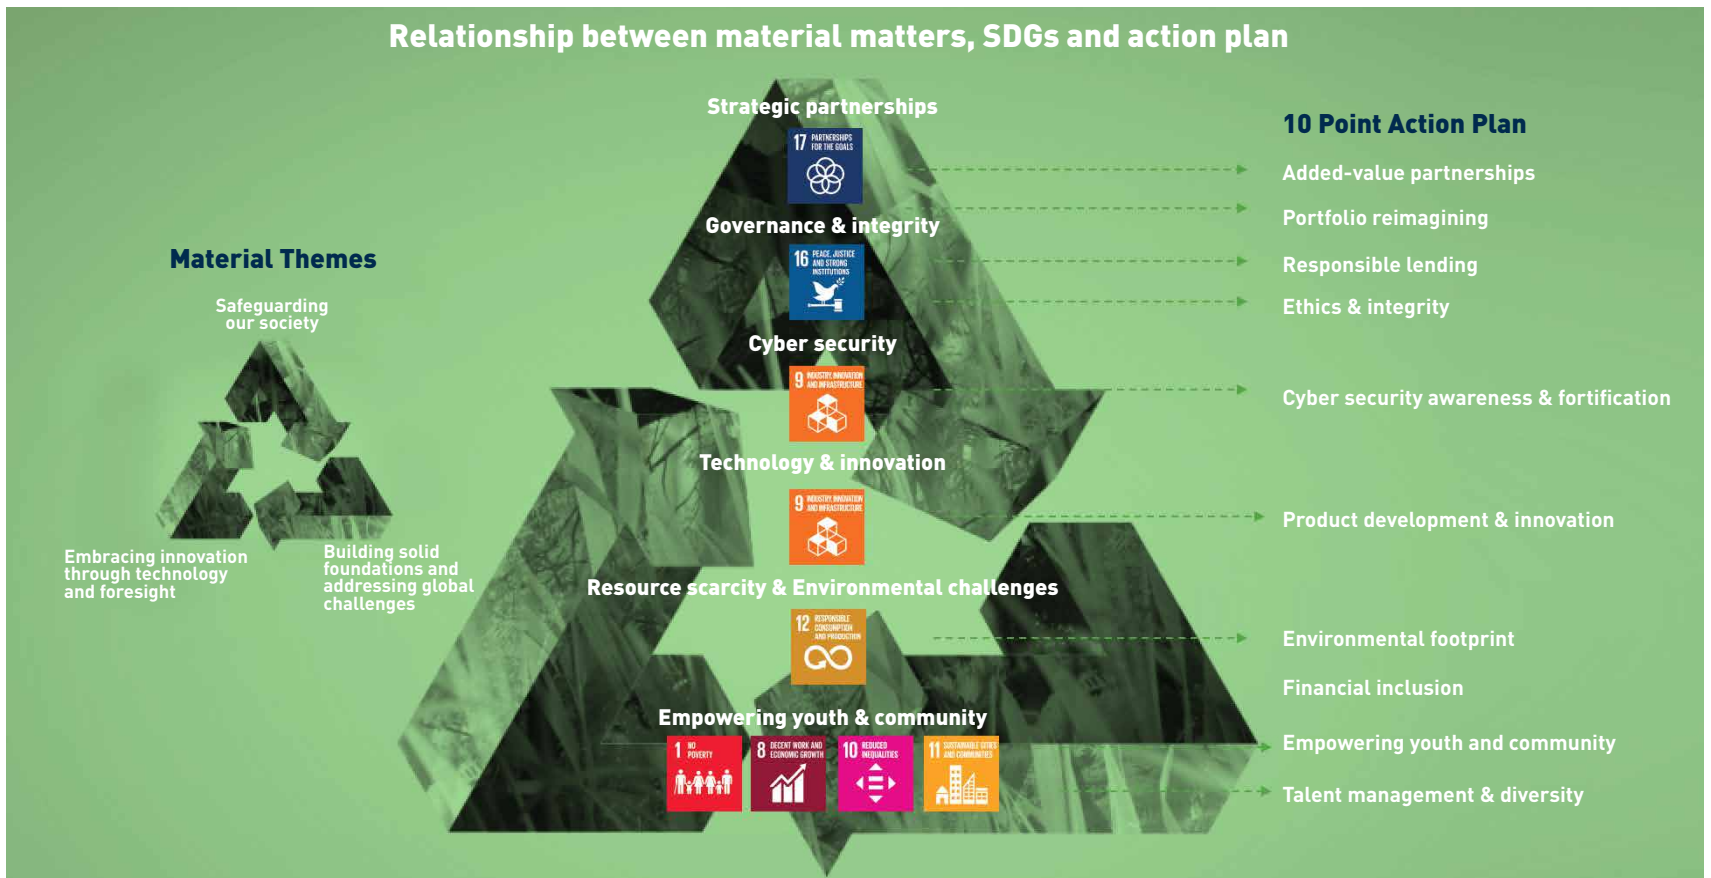 Relationship between material matters, SDGs and action plan
Material Themes
Safeguarding
our society
Embracing innovation
through technology
and foresight
Building solid
foundations and
addressing global
challenges
Strategic partnerships
17 PARTNERSHIPS
FOR THE GOALS
Governance & integrity
16 PEACE, JUSTICE
AND STRONG
INSTITUTIONS
Cyber security
9 INDUSTRY, INNOVATION
AND INFRASTRUCTURE
Technology & innovation
9 INDUSTRY, INNOVATION
AND INFRASTRUCTURE
Resource scarcity & Environmental challenges
12 RESPONSIBLE
CONSUMPTION
AND PRODUCTION
Empowering youth & community
1 NO
POVERTY
8 DECENT WORK AND
ECONOMIC GROWTH
10 REDUCED
INEQUALITIES
11 SUSTAINABLE CITIES
AND COMMUNITIES
10 Point Action Plan
Added-value partnerships
Portfolio reimagining
Responsible lending
Ethics & integrity
Cyber security awareness & fortification
Product development & innovation
Environmental footprint
Financial inclusion
Empowering youth and community
Talent management & diversity